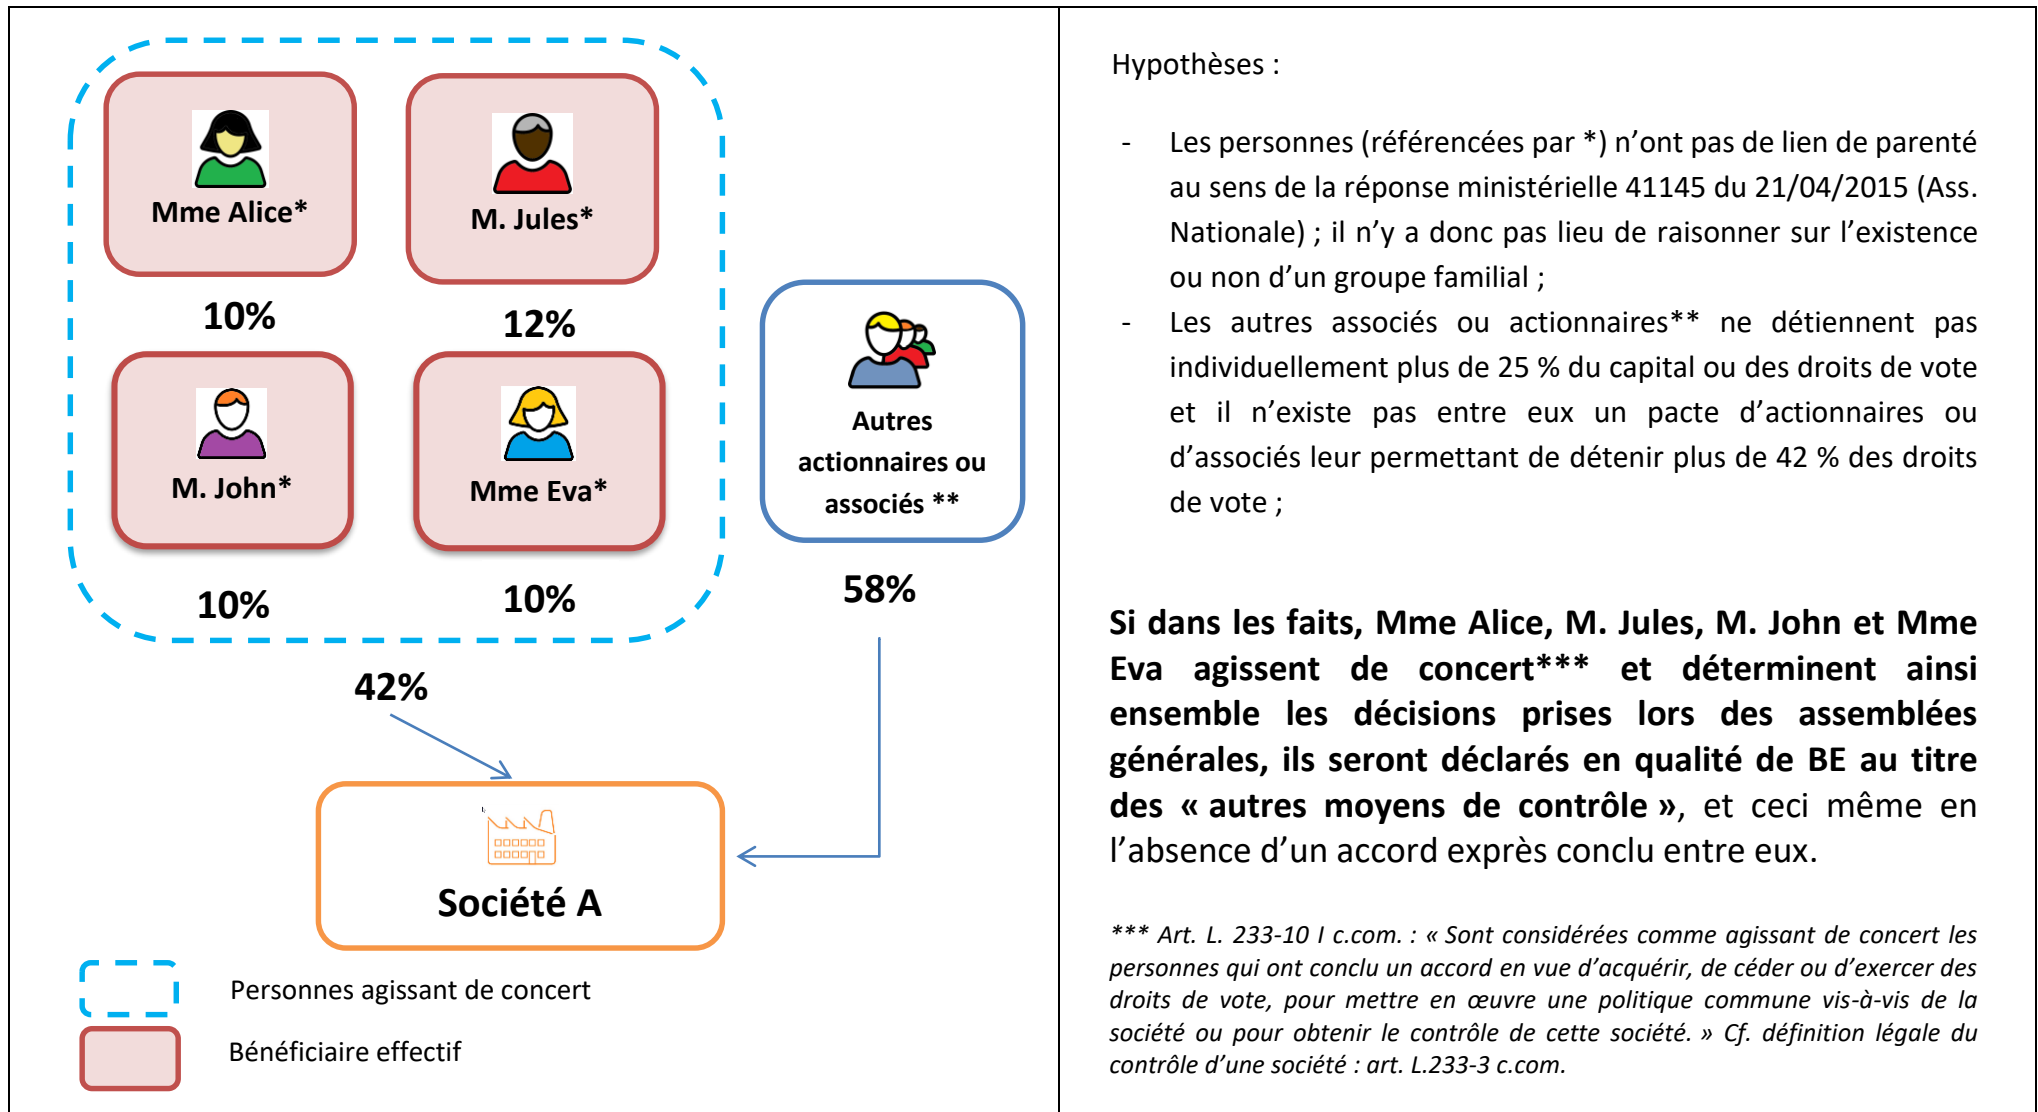 Mme Alice*
M. Jules*
10%
12%
M. John*
Mme Eva*
10%
10%
42%
Autres
actionnaires ou
associés **
58%
Société A
Personnes agissant de concert
Bénéficiaire effectif
Hypothèses :
- Les personnes (référencées par *) n’ont pas de lien de parenté
au sens de la réponse ministérielle 41145 du 21/04/2015 (Ass.
Nationale) ; il n’y a donc pas lieu de raisonner sur l’existence
ou non d’un groupe familial ;
- Les autres associés ou actionnaires** ne détiennent pas
individuellement plus de 25 % du capital ou des droits de vote
et il n’existe pas entre eux un pacte d’actionnaires ou
d’associés leur permettant de détenir plus de 42 % des droits
de vote ;
Si dans les faits, Mme Alice, M. Jules, M. John et Mme
Eva agissent de concert*** et déterminent ainsi
ensemble les décisions prises lors des assemblées
générales, ils seront déclarés en qualité de BE au titre
des « autres moyens de contrôle », et ceci même en
l’absence d’un accord exprès conclu entre eux.
*** Art. L. 233-10 I c.com. : « Sont considérées comme agissant de concert les
personnes qui ont conclu un accord en vue d’acquérir, de céder ou d’exercer des
droits de vote, pour mettre en œuvre une politique commune vis-à-vis de la
société ou pour obtenir le contrôle de cette société. » Cf. définition légale du
contrôle d’une société : art. L.233-3 c.com.